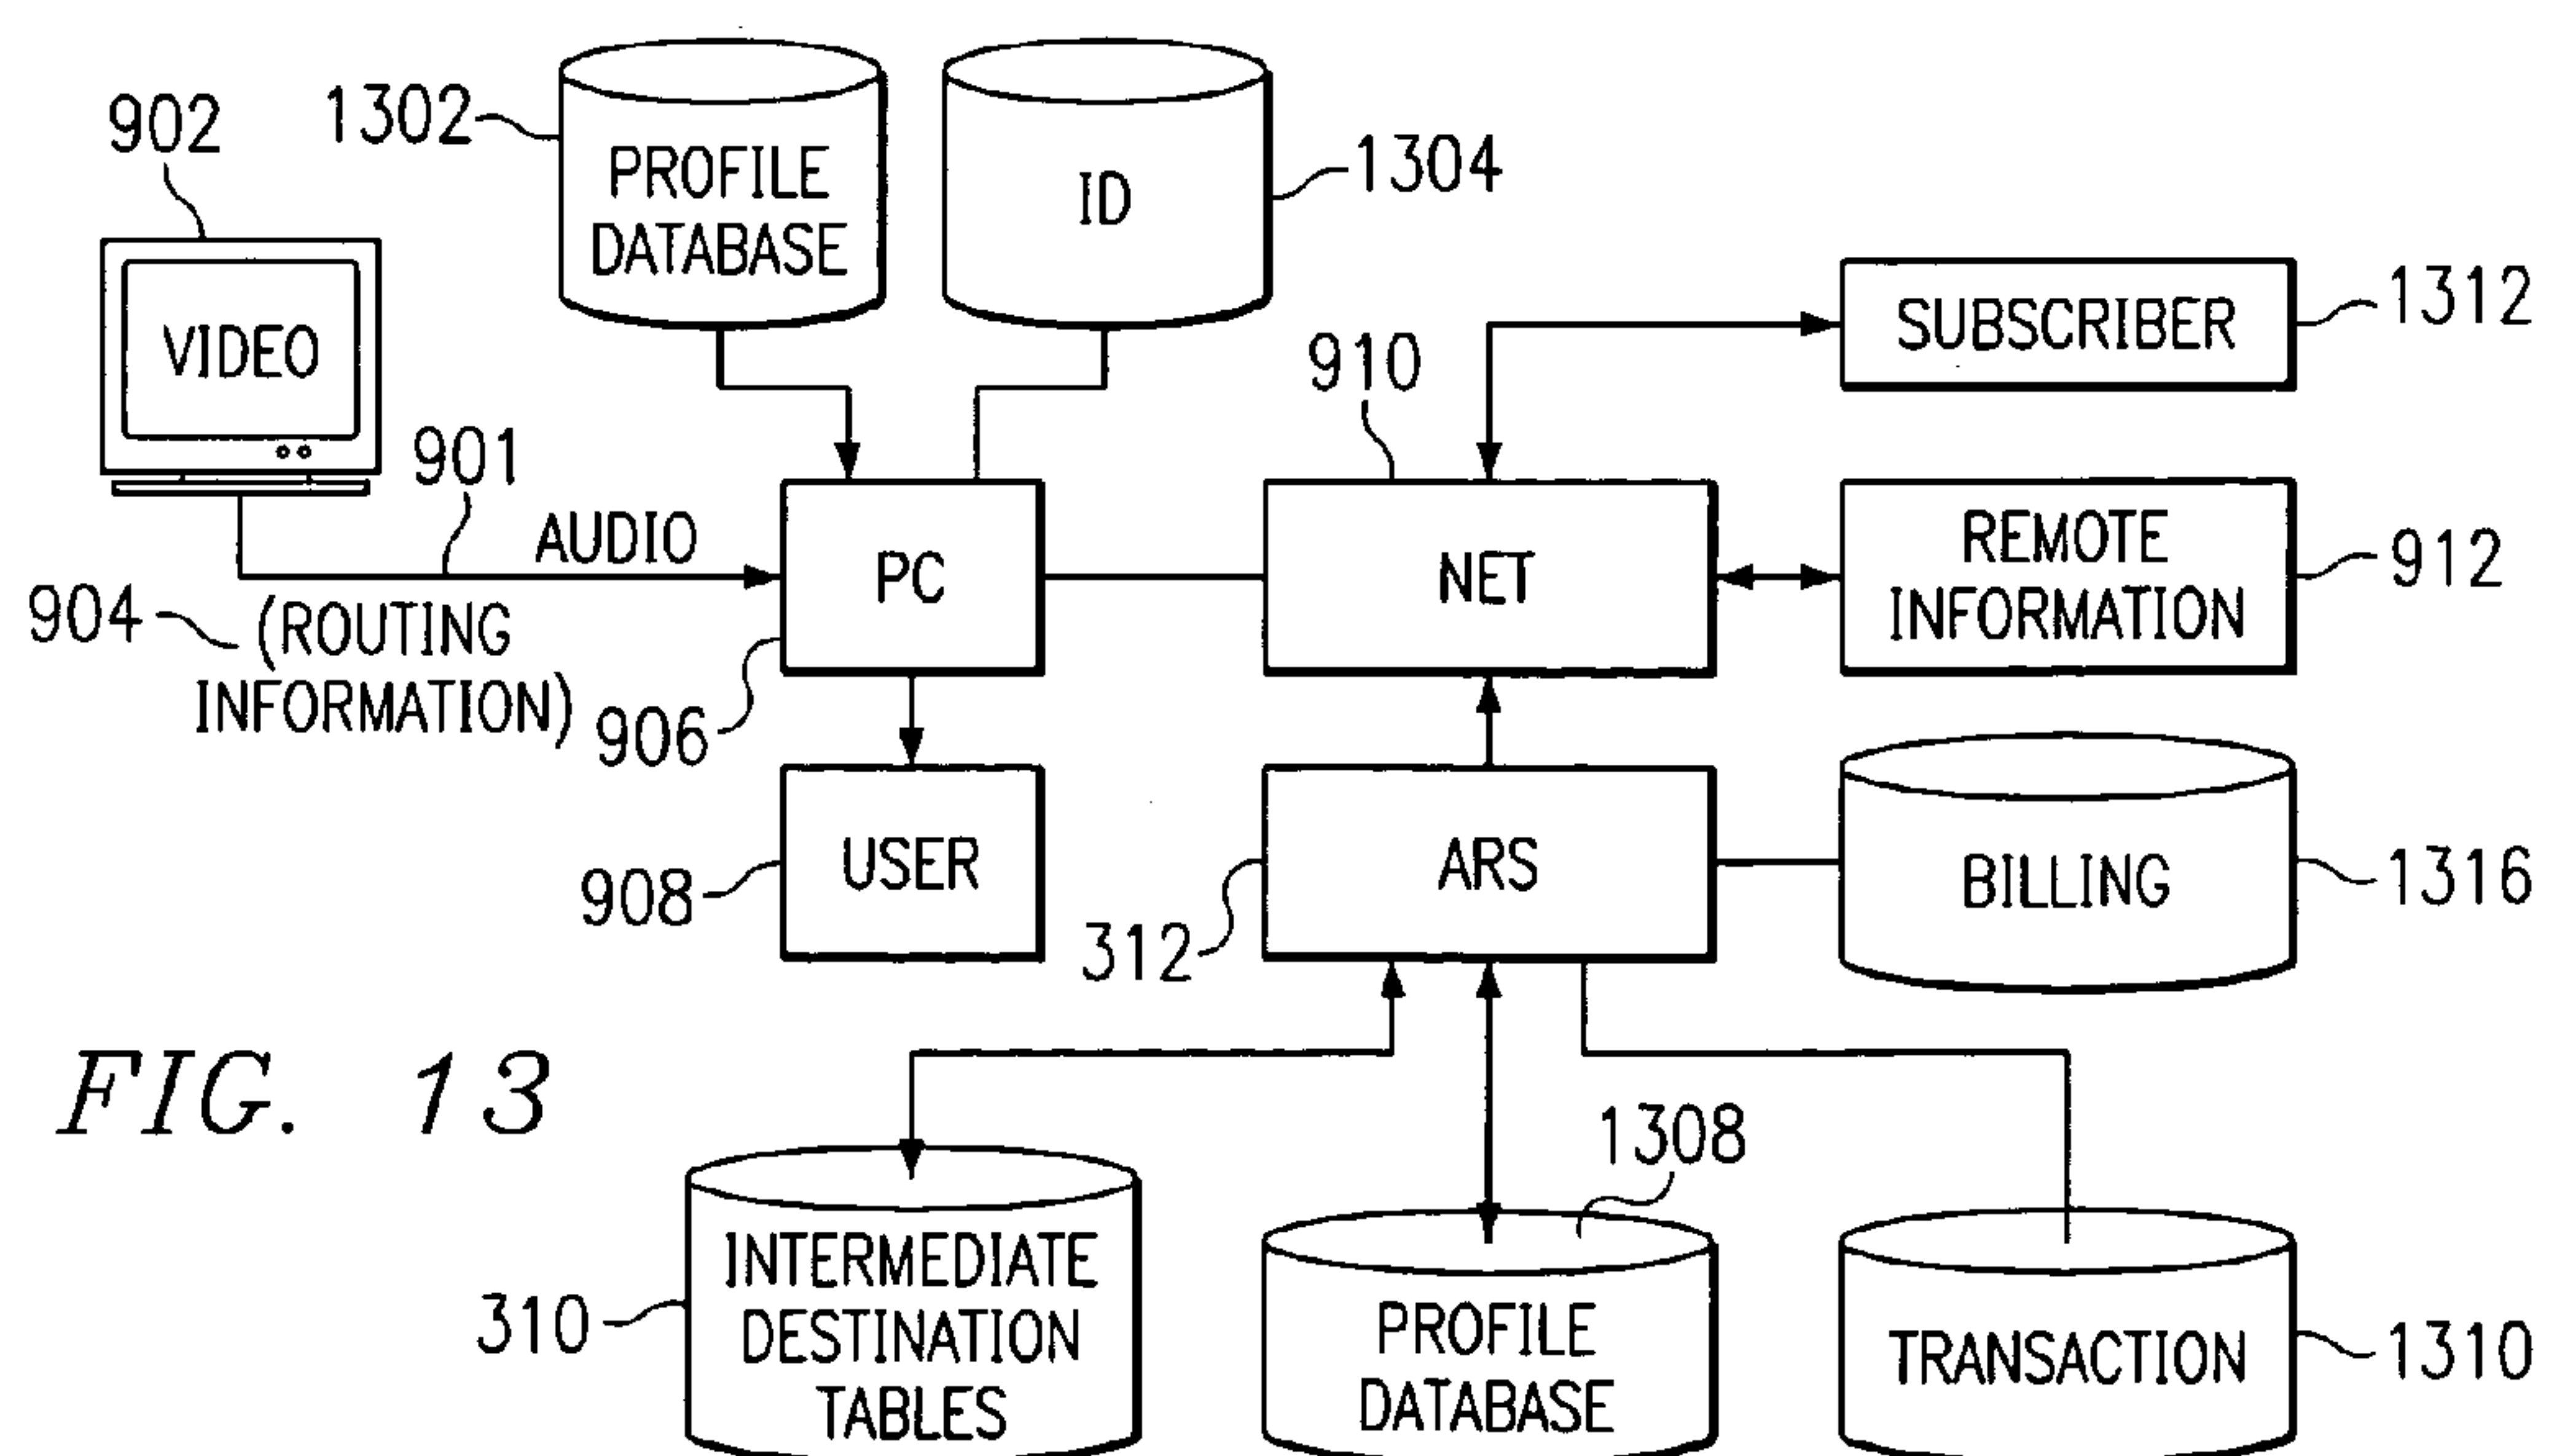 902
1302
PROFILE
DATABASE
ID
1304
VIDEO
901
AUDIO
904
(ROUTING
INFORMATION)
PC
906
USER
908
910
NET
SUBSCRIBER
1312
REMOTE
INFORMATION
912
ARS
312
BILLING
1316
FIG. 13
310
INTERMEDIATE
DESTINATION
TABLES
1308
PROFILE
DATABASE
TRANSACTION
1310